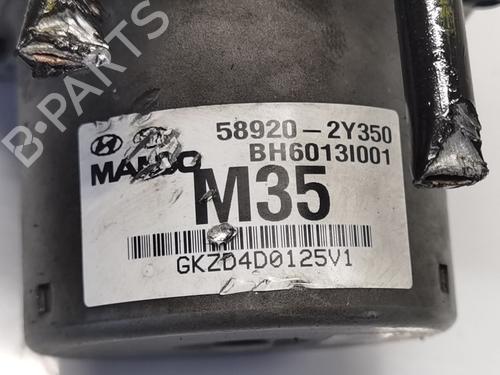 B-PARTS
58920-2Y350
BH6013I001
MANDO
M35
GKZD4D0125V1